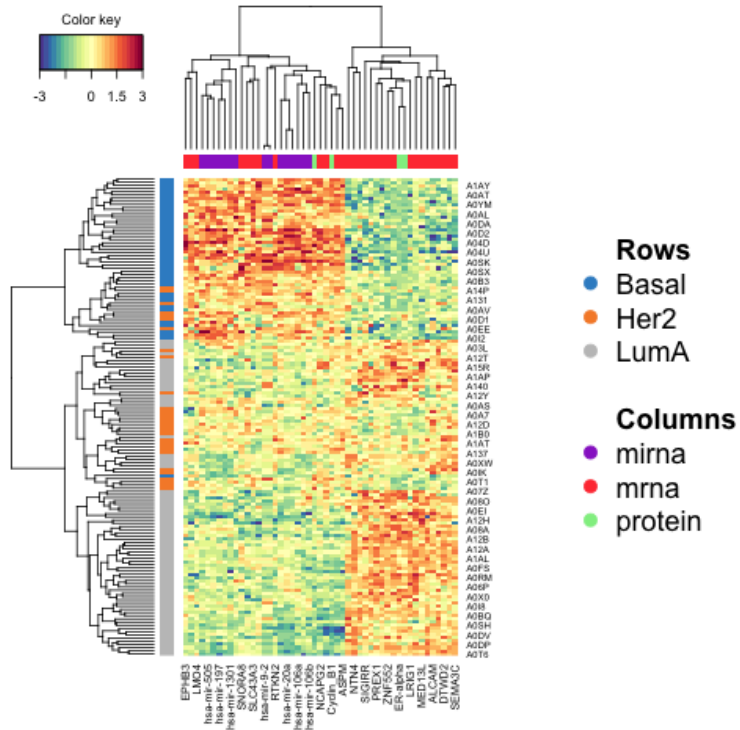 Color key
-3 0 1.5 3
A1AY
A0AT
A0YM
A0AL
A0DA
A0D2
A04D
A04U
A0SK
A0SX
A0B3
A14P
A131
A0AV
A0D1
A0EE
A0I2
A03L
A12T
A15R
A1AP
A140
A12Y
A0AS
A0A7
A12D
A1B0
A1AT
A137
A0XW
A0IK
A0T1
A07Z
A08O
A0EI
A12H
A08A
A12B
A12A
A1AL
A0FS
A0RM
A06P
A0X0
A0I8
A0BQ
A0SH
A0DV
A0DP
A0T6
EPHB3
LMO4
hsa-mir-505
hsa-mir-197
hsa-mir-1301
SNORA8
SLC43A3
hsa-mir-9-2
RTKN2
hsa-mir-20a
hsa-mir-106a
hsa-mir-106b
NCAPG2
Cyclin_B1
ASPM
NTN4
SIGIRR
PREX1
ZNF552
ER-alpha
LRIG1
MED13L
ALCAM
DTWD2
SEMA3C
Rows
Basal
Her2
LumA
Columns
mirna
mrna
protein